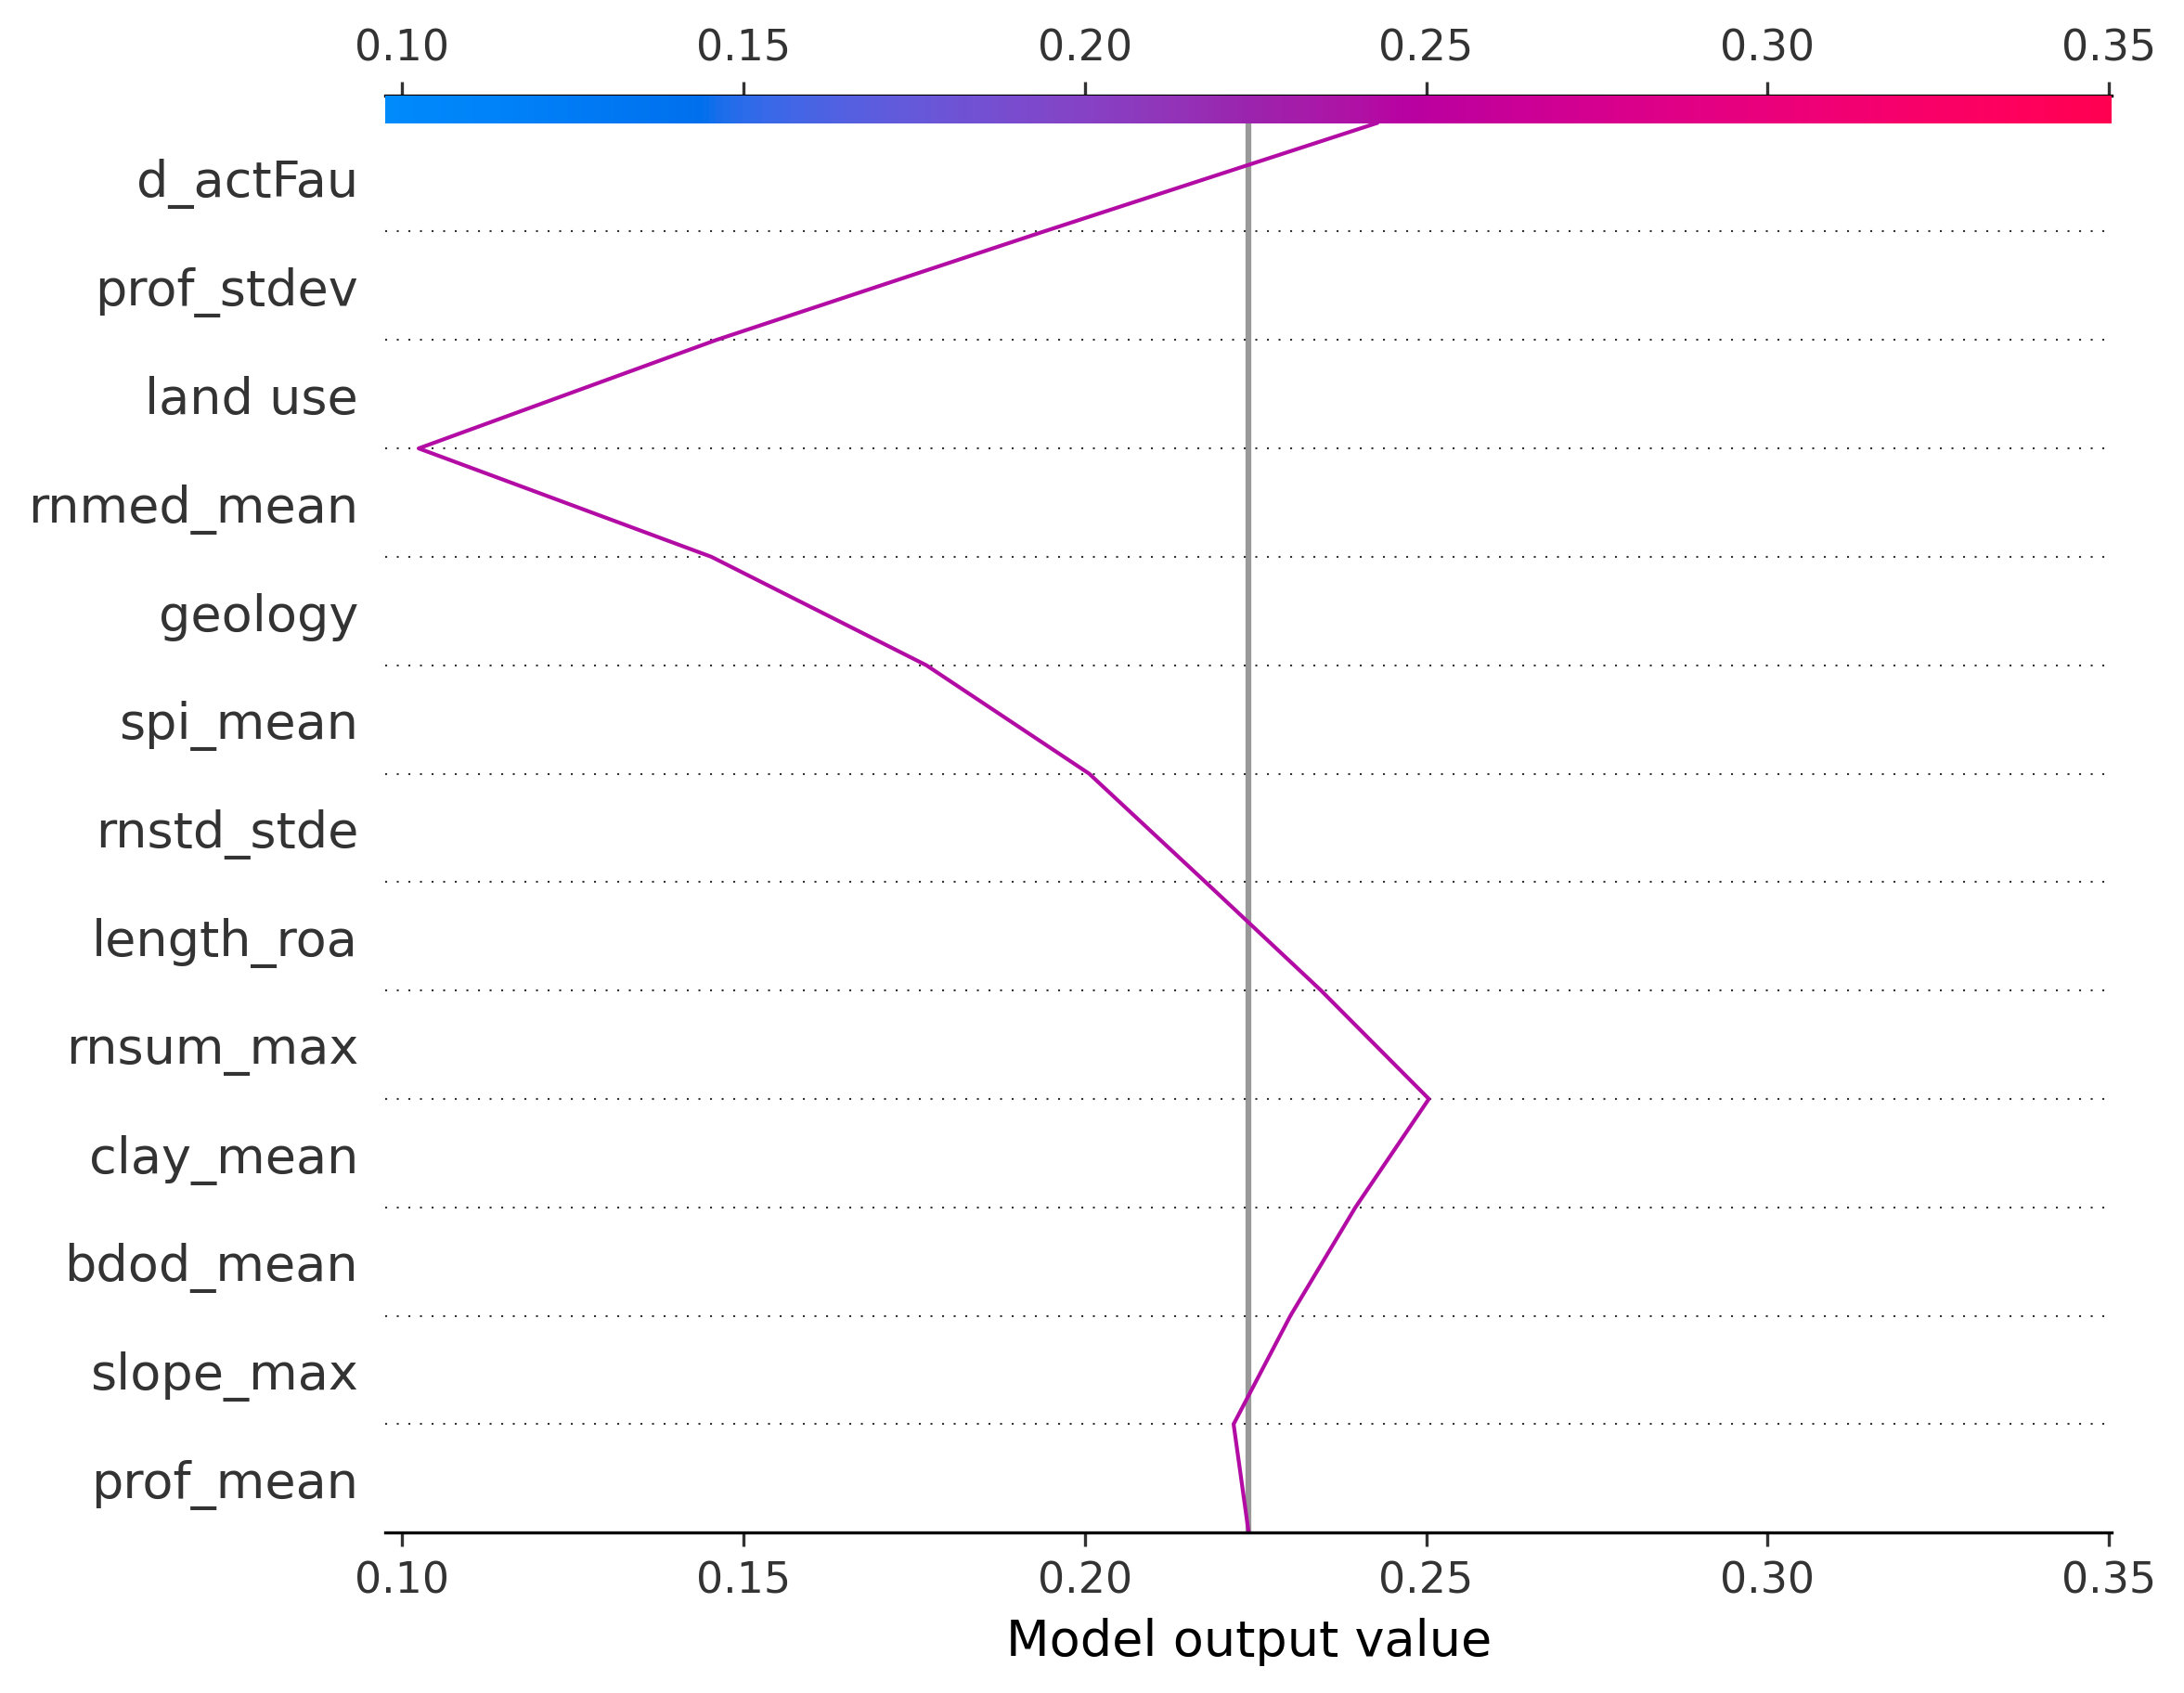 0.10 0.15 0.20 0.25 0.30 0.35
d_actFau
prof_stdev
land use
rnmed_mean
geology
spi_mean
rnstd_stde
length_roa
rnsum_max
clay_mean
bdod_mean
slope_max
prof_mean
0.10 0.15 0.20 0.25 0.30 0.35
Model output value